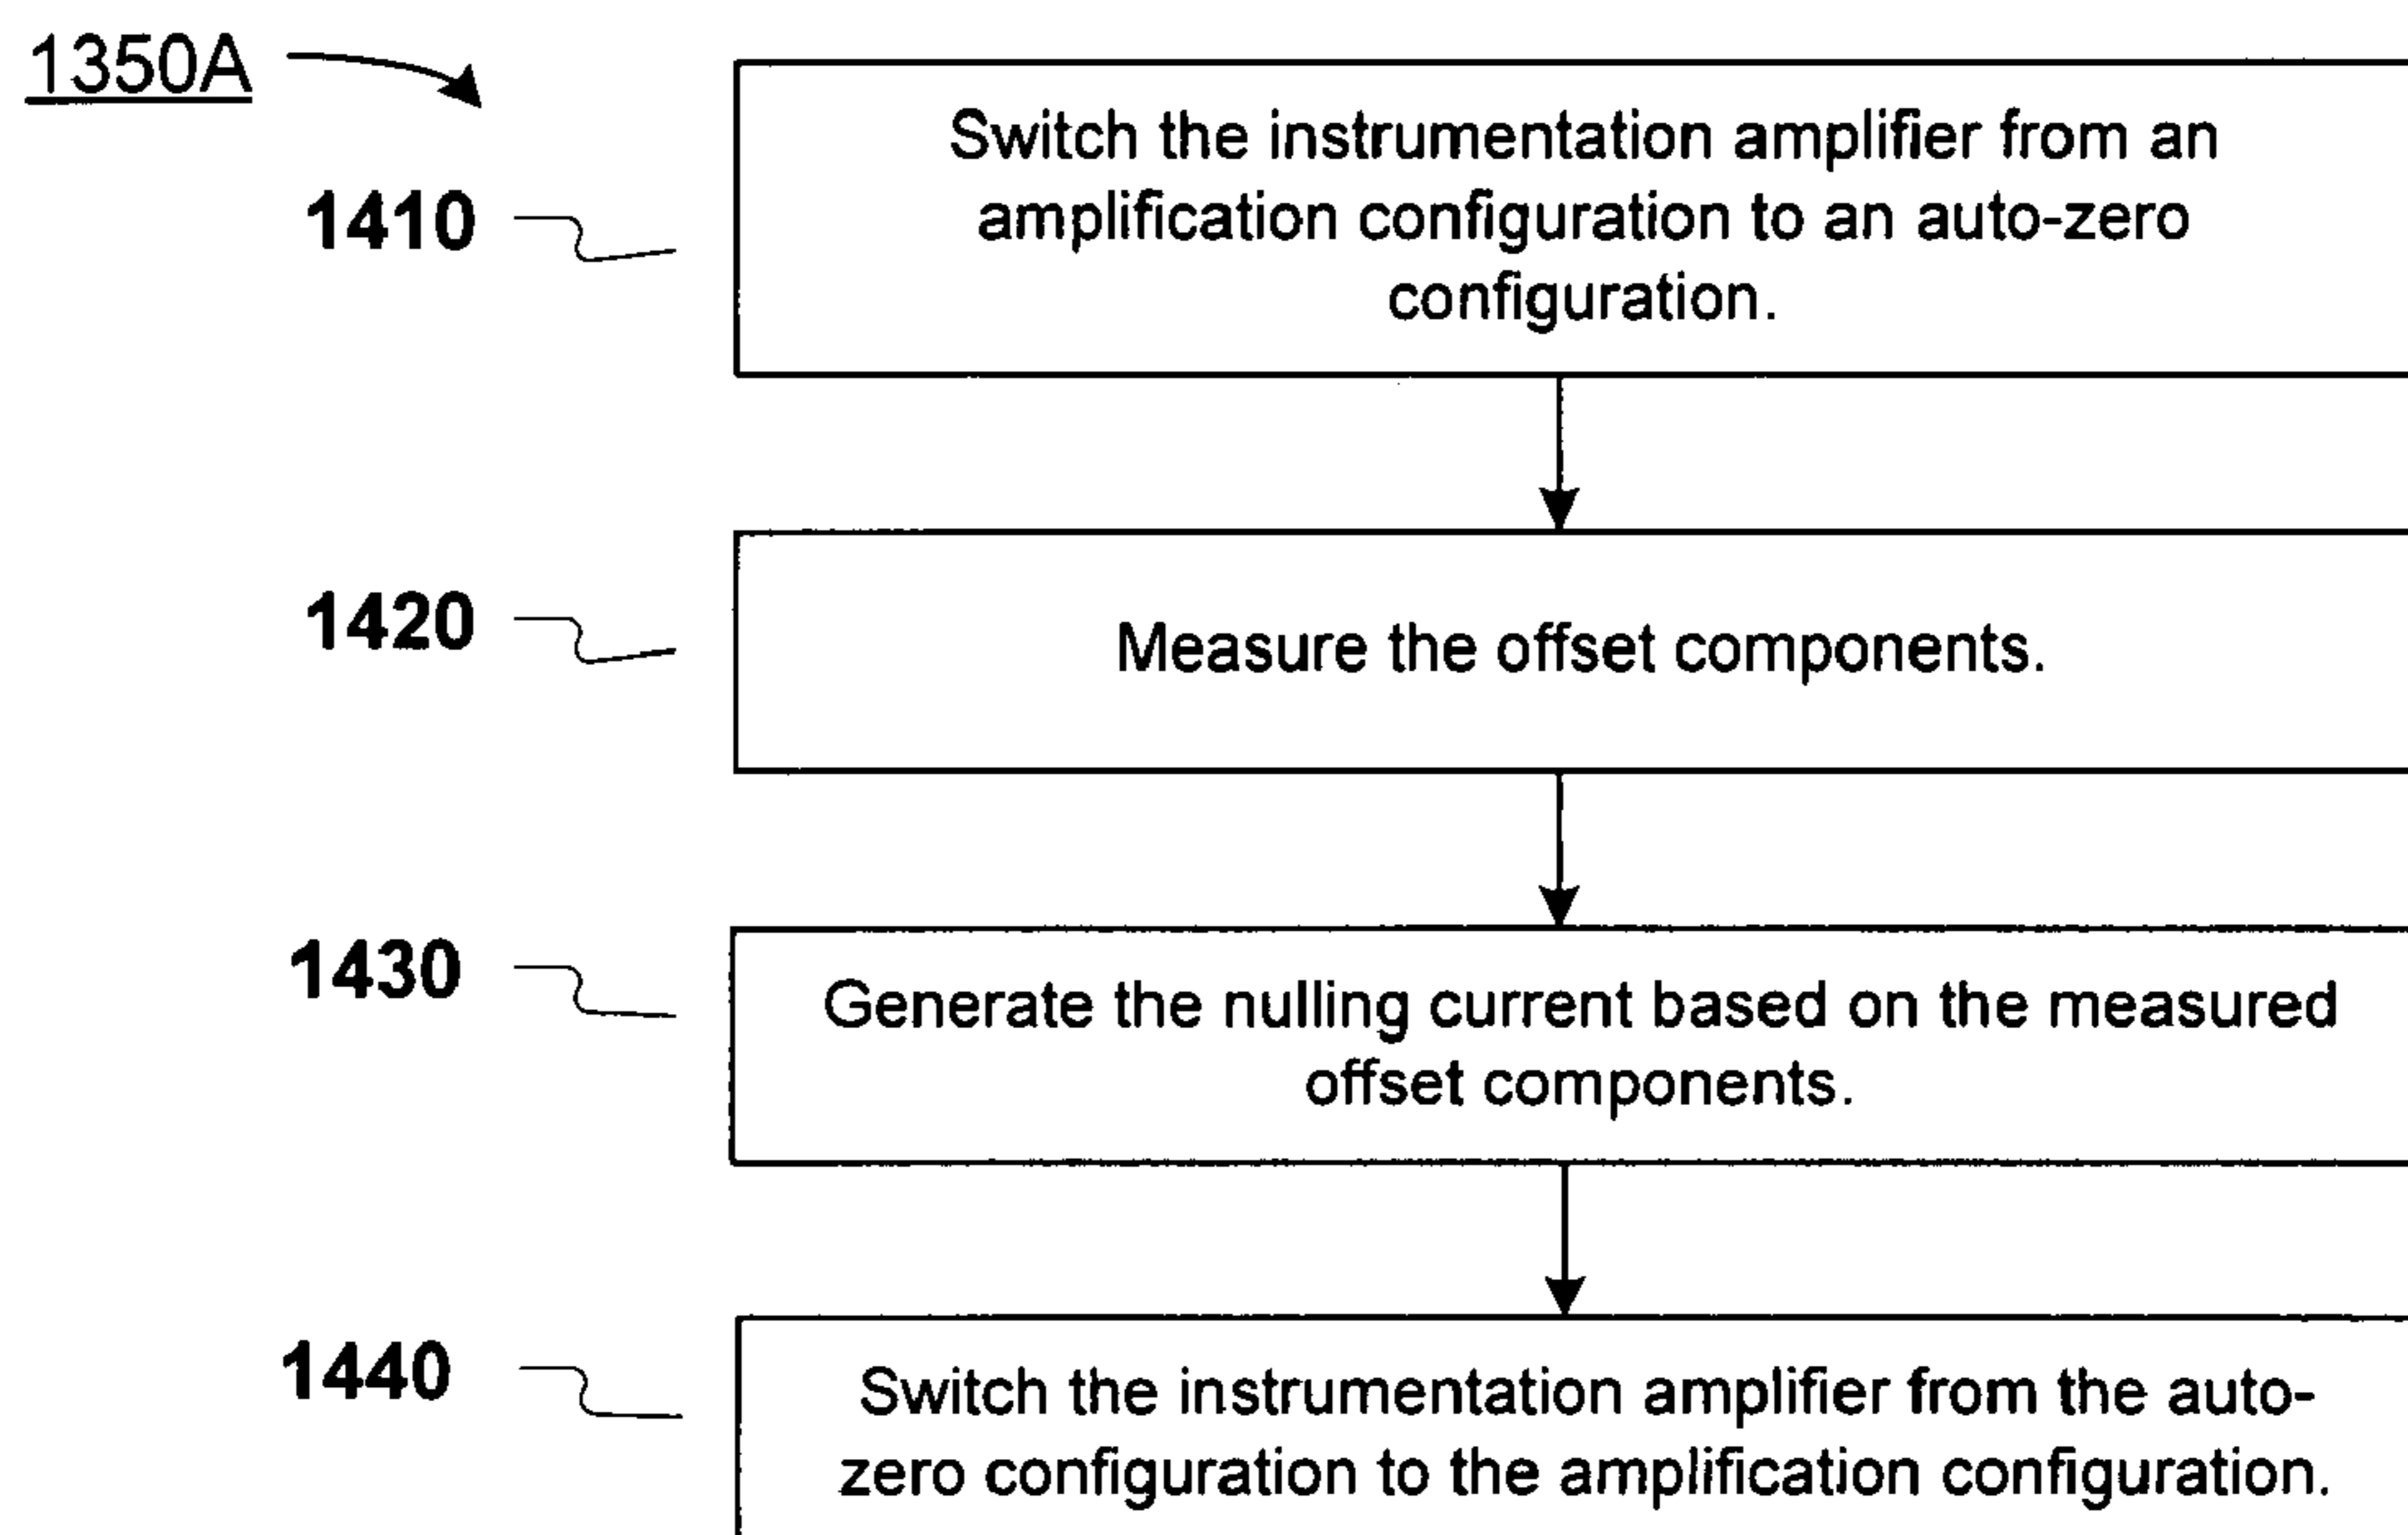 1350A
1410
Switch the instrumentation amplifier from an
amplification configuration to an auto-zero
configuration.
1420
Measure the offset components.
1430
Generate the nulling current based on the measured
offset components.
1440
Switch the instrumentation amplifier from the auto-
zero configuration to the amplification configuration.